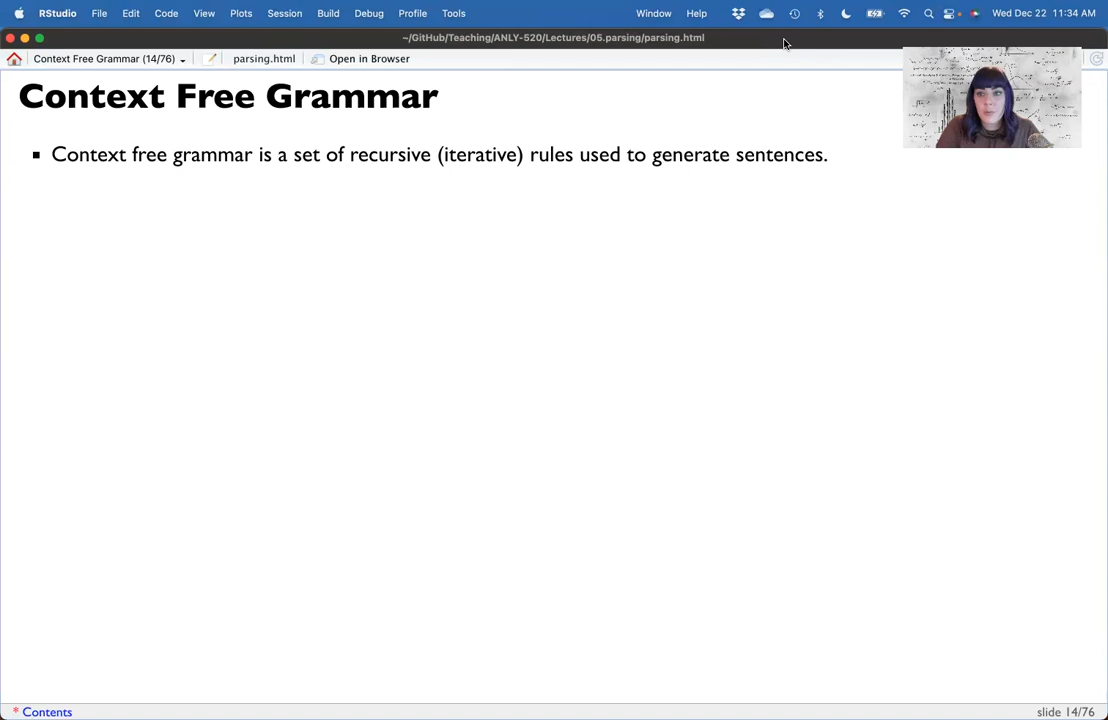 RStudio File Edit Code View Plots Session Build Debug Profile Tools Window Help Wed Dec 22 11:34 AM
~/GitHub/Teaching/ANLY-520/Lectures/05.parsing/parsing.html
Context Free Grammar (14/76) parsing.html Open in Browser
Context Free Grammar
▪ Context free grammar is a set of recursive (iterative) rules used to generate sentences.
* Contents slide 14/76